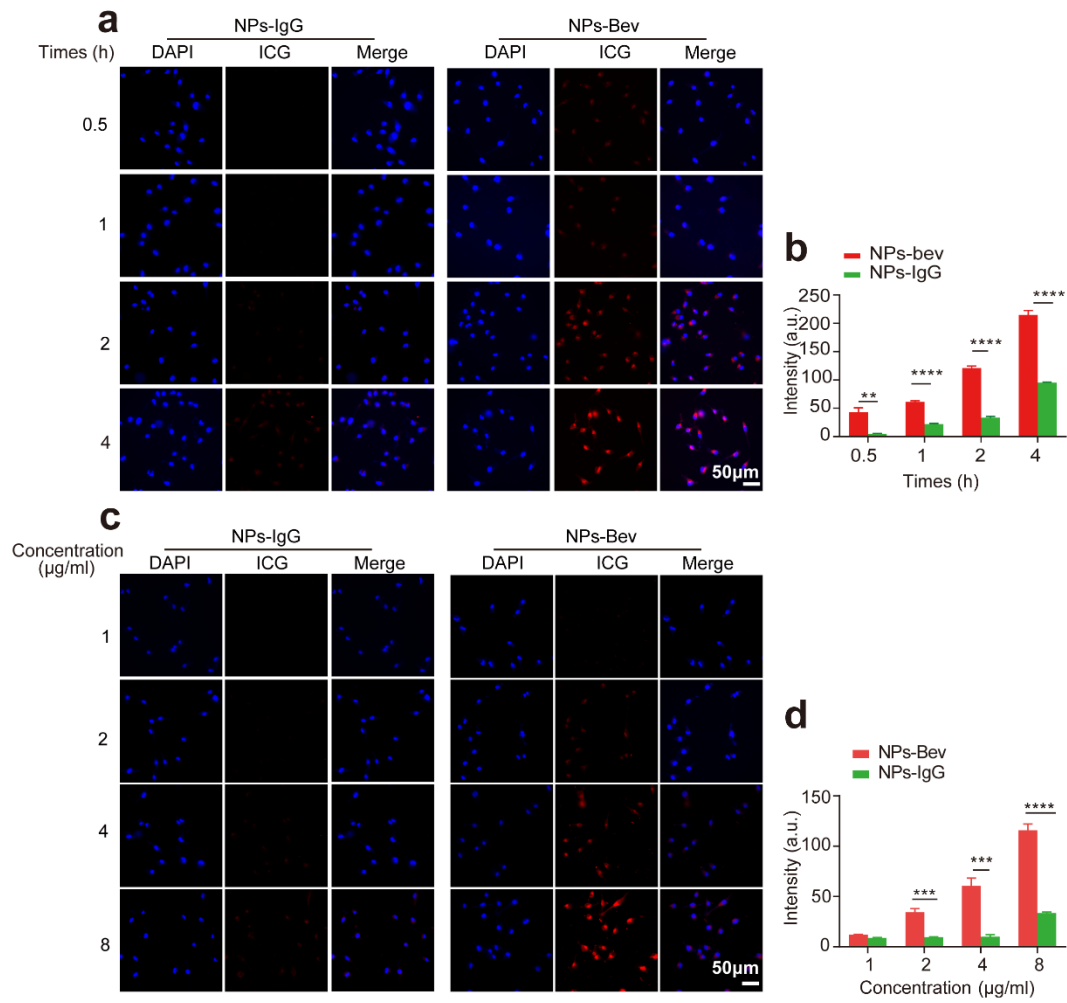 a
NPs-IgG NPs-Bev
Times (h) DAPI ICG Merge DAPI ICG Merge
0.5
1
2
4
50μm
b
NPs-bev
NPs-IgG
Intensity (a.u.)
250
200
150
100
50
0
** **** **** ****
0.5 1 2 4
Times (h)
c
NPs-IgG NPs-Bev
Concentration
(μg/ml) DAPI ICG Merge DAPI ICG Merge
1
2
4
8
50μm
d
NPs-Bev
NPs-IgG
Intensity (a.u.)
150
100
50
0
*** *** ****
1 2 4 8
Concentration (μg/ml)